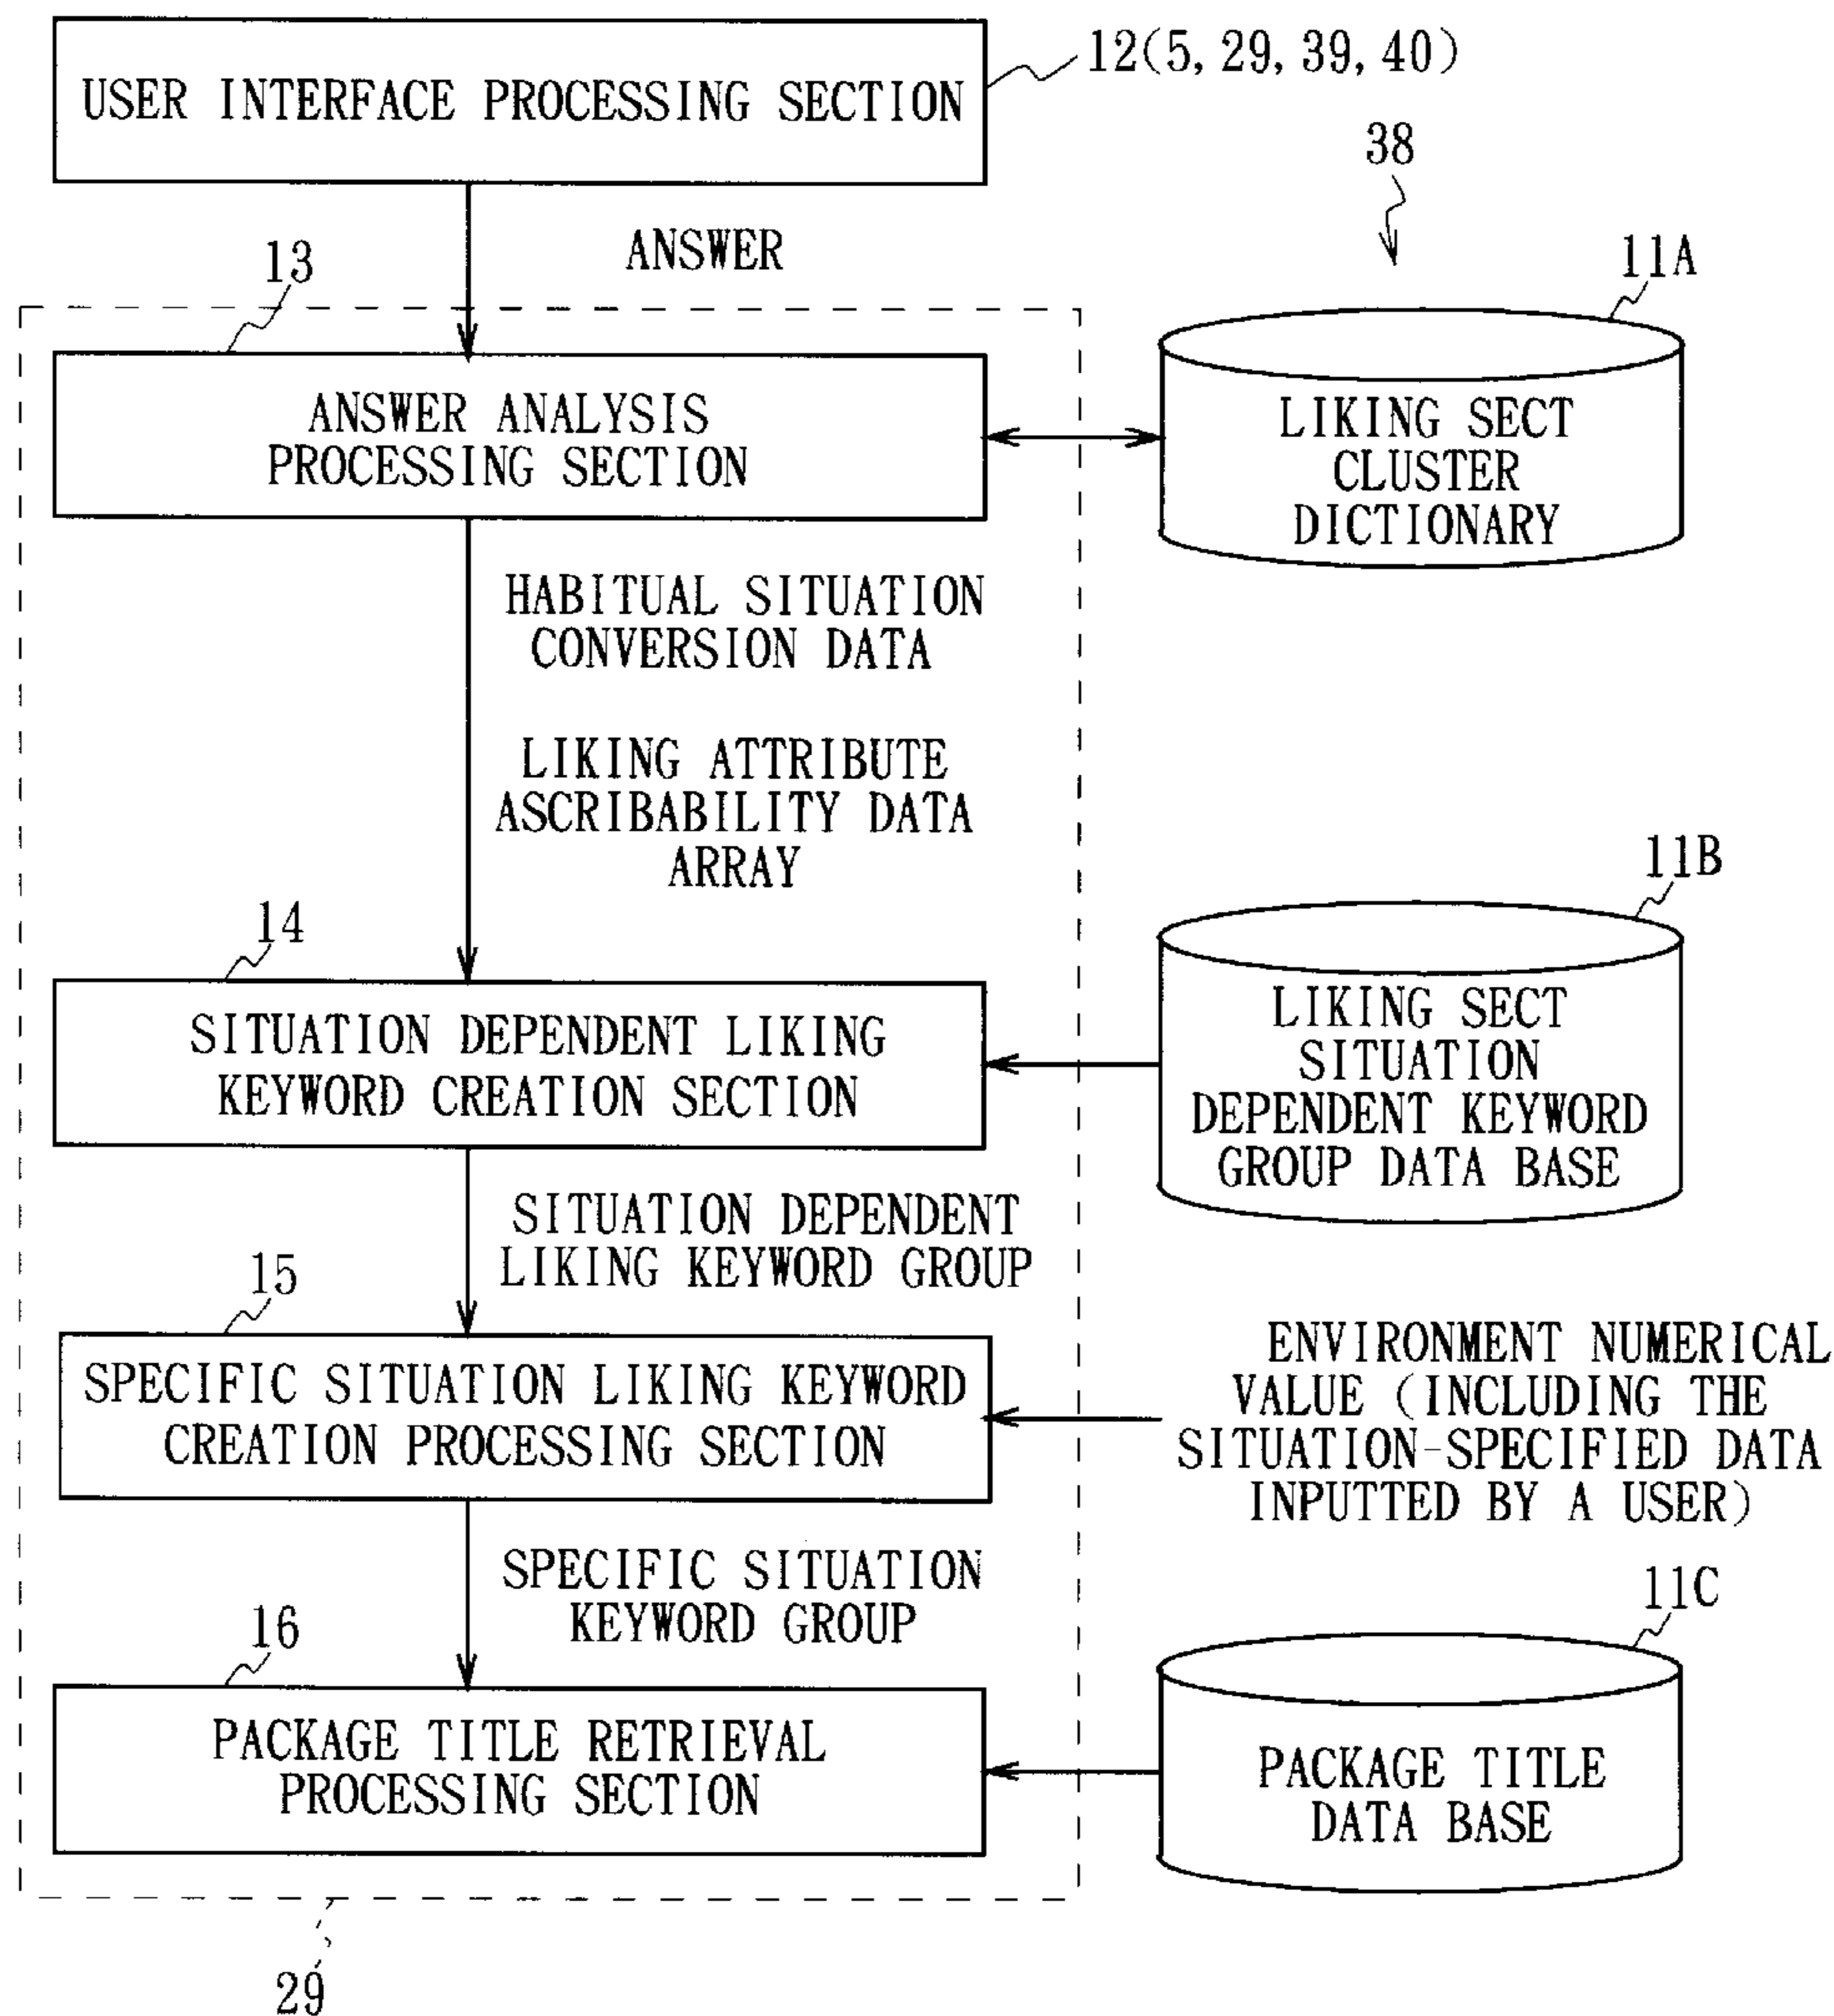 12(5, 29, 39, 40)
USER INTERFACE PROCESSING SECTION
38
ANSWER
13
11A
ANSWER ANALYSIS
PROCESSING SECTION
LIKING SECT
CLUSTER
DICTIONARY
HABITUAL SITUATION
CONVERSION DATA
LIKING ATTRIBUTE
ASCRIBABILITY DATA
ARRAY
11B
14
SITUATION DEPENDENT LIKING
KEYWORD CREATION SECTION
LIKING SECT
SITUATION
DEPENDENT KEYWORD
GROUP DATA BASE
SITUATION DEPENDENT
LIKING KEYWORD GROUP
15
SPECIFIC SITUATION LIKING KEYWORD
CREATION PROCESSING SECTION
ENVIRONMENT NUMERICAL
VALUE (INCLUDING THE
SITUATION-SPECIFIED DATA
INPUTTED BY A USER)
SPECIFIC SITUATION
KEYWORD GROUP
11C
16
PACKAGE TITLE RETRIEVAL
PROCESSING SECTION
PACKAGE TITLE
DATA BASE
29